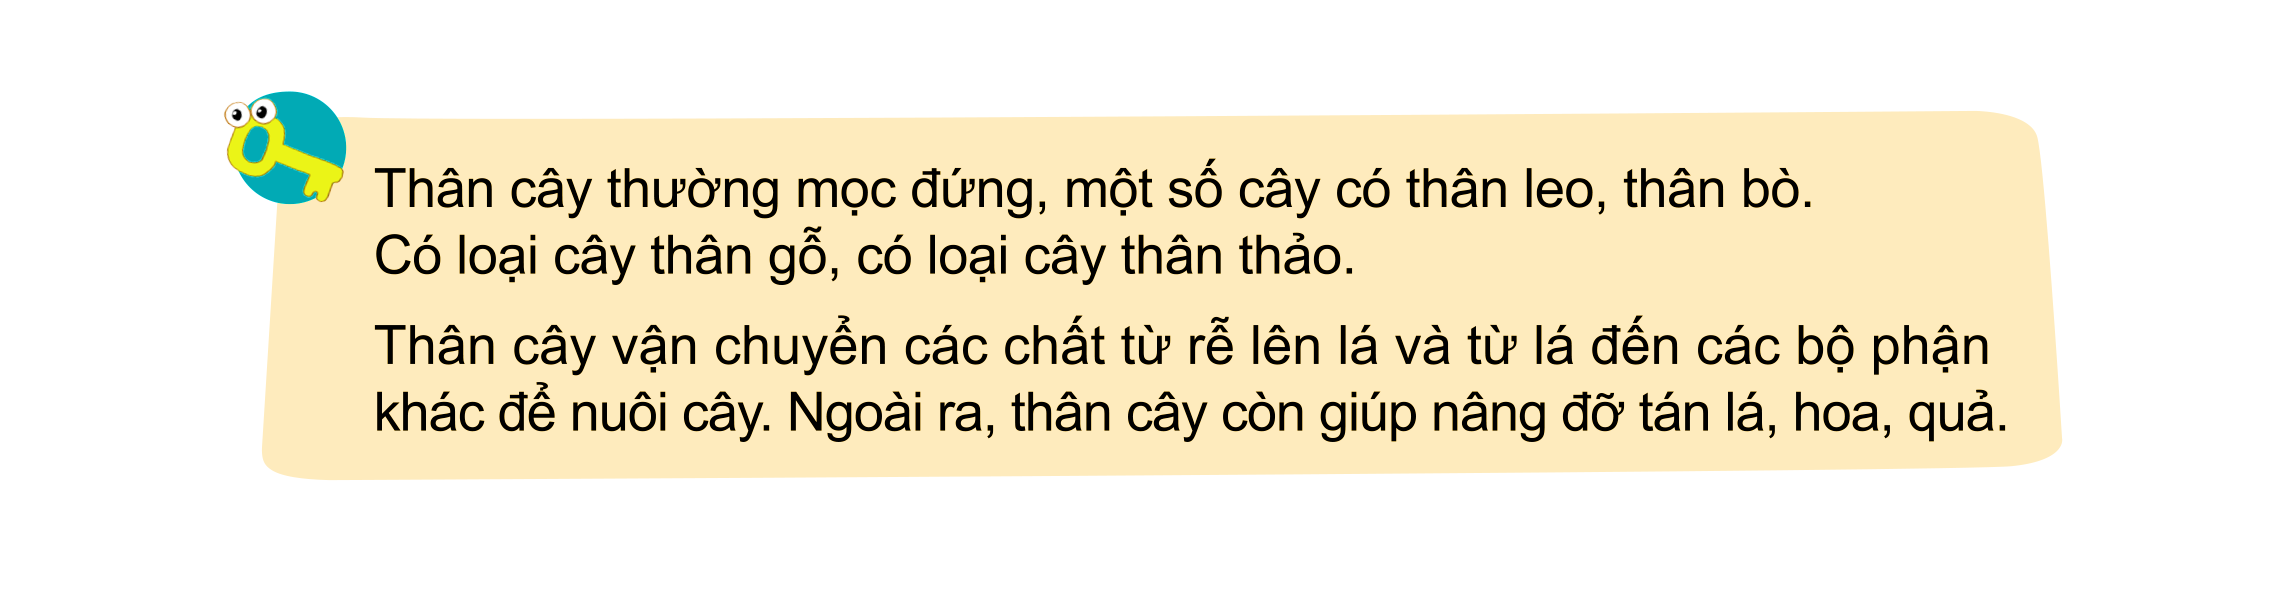 Thân cây thường mọc đứng, một số cây có thân leo, thân bò.
Có loại cây thân gỗ, có loại cây thân thảo.
Thân cây vận chuyển các chất từ rễ lên lá và từ lá đến các bộ phận
khác để nuôi cây. Ngoài ra, thân cây còn giúp nâng đỡ tán lá, hoa, quả.